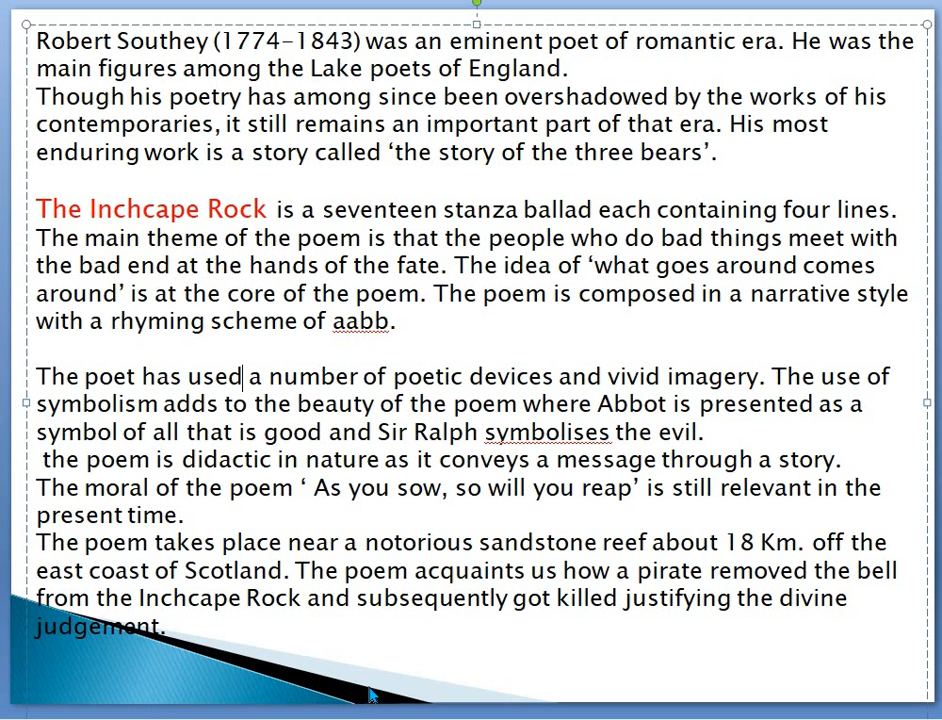 Robert Southey (1774-1843) was an eminent poet of romantic era. He was the
main figures among the Lake poets of England.
Though his poetry has among since been overshadowed by the works of his
contemporaries, it still remains an important part of that era. His most
enduring work is a story called ‘the story of the three bears’.
The Inchcape Rock is a seventeen stanza ballad each containing four lines.
The main theme of the poem is that the people who do bad things meet with
the bad end at the hands of the fate. The idea of ‘what goes around comes
around’ is at the core of the poem. The poem is composed in a narrative style
with a rhyming scheme of aabb.
The poet has used a number of poetic devices and vivid imagery. The use of
symbolism adds to the beauty of the poem where Abbot is presented as a
symbol of all that is good and Sir Ralph symbolises the evil.
the poem is didactic in nature as it conveys a message through a story.
The moral of the poem ‘ As you sow, so will you reap’ is still relevant in the
present time.
The poem takes place near a notorious sandstone reef about 18 Km. off the
east coast of Scotland. The poem acquaints us how a pirate removed the bell
from the Inchcape Rock and subsequently got killed justifying the divine
judgement.